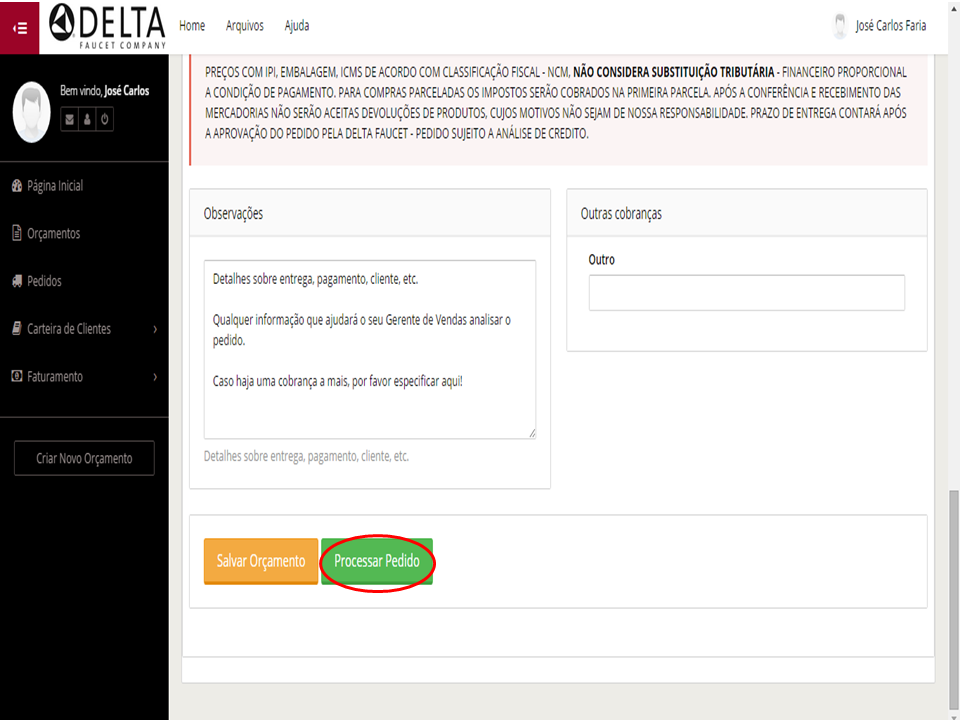 DELTA
FAUCET COMPANY
Home Arquivos Ajuda
José Carlos Faria
Bem vindo, José Carlos
Página Inicial
Orçamentos
Pedidos
Carteira de Clientes
Faturamento
Criar Novo Orçamento
PREÇOS COM IPI, EMBALAGEM, ICMS DE ACORDO COM CLASSIFICAÇÃO FISCAL - NCM, NÃO CONSIDERA SUBSTITUIÇÃO TRIBUTÁRIA - FINANCEIRO PROPORCIONAL
A CONDIÇÃO DE PAGAMENTO. PARA COMPRAS PARCELADAS OS IMPOSTOS SERÃO COBRADOS NA PRIMEIRA PARCELA. APÓS A CONFERÊNCIA E RECEBIMENTO DAS
MERCADORIAS NÃO SERÃO ACEITAS DEVOLUÇÕES DE PRODUTOS, CUJOS MOTIVOS NÃO SEJAM DE NOSSA RESPONSABILIDADE. PRAZO DE ENTREGA CONTARÁ APÓS
A APROVAÇÃO DO PEDIDO PELA DELTA FAUCET - PEDIDO SUJEITO A ANÁLISE DE CREDITO.
Observações
Detalhes sobre entrega, pagamento, cliente, etc.
Qualquer informação que ajudará o seu Gerente de Vendas analisar o
pedido.
Caso haja uma cobrança a mais, por favor especificar aqui!
Detalhes sobre entrega, pagamento, cliente, etc.
Outras cobranças
Outro
Salvar Orçamento
Processar Pedido